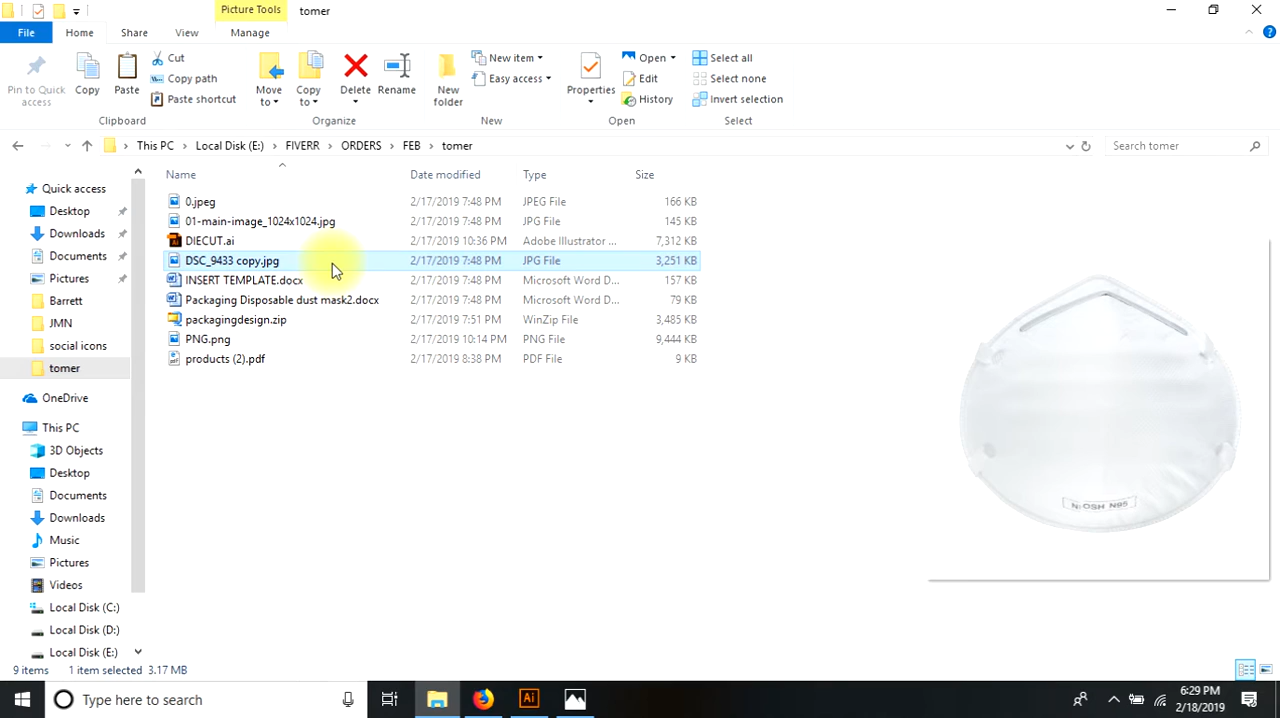 Picture Tools
tomer
File
Home
Share
View
Manage
Pin to Quick access
Copy
Paste
Cut
Copy path
Paste shortcut
Clipboard
Move to
Copy to
Delete
Rename
Organize
New folder
New item
Easy access
New
Properties
Open
Edit
History
Open
Select all
Select none
Invert selection
Select
This PC > Local Disk (E:) > FIVERR > ORDERS > FEB > tomer
Search tomer
Name Date modified Type Size
0.jpeg 2/17/2019 7:48 PM JPEG File 166 KB
01-main-image_1024x1024.jpg 2/17/2019 7:48 PM JPG File 145 KB
DIECUT.ai 2/17/2019 10:36 PM Adobe Illustrator ... 7,312 KB
DSC_9433 copy.jpg 2/17/2019 7:48 PM JPG File 3,251 KB
INSERT TEMPLATE.docx 2/17/2019 7:48 PM Microsoft Word D... 157 KB
Packaging Disposable dust mask2.docx 2/17/2019 7:48 PM Microsoft Word D... 79 KB
packagingdesign.zip 2/17/2019 7:51 PM WinZip File 3,485 KB
PNG.png 2/17/2019 10:14 PM PNG File 9,444 KB
products (2).pdf 2/17/2019 8:38 PM PDF File 9 KB
Quick access
Desktop
Downloads
Documents
Pictures
Barrett
JMN
social icons
tomer
OneDrive
This PC
3D Objects
Desktop
Documents
Downloads
Music
Pictures
Videos
Local Disk (C:)
Local Disk (D:)
Local Disk (E:)
NIOSH N95
9 items 1 item selected 3.17 MB
Type here to search
Ai
6:29 PM
2/18/2019